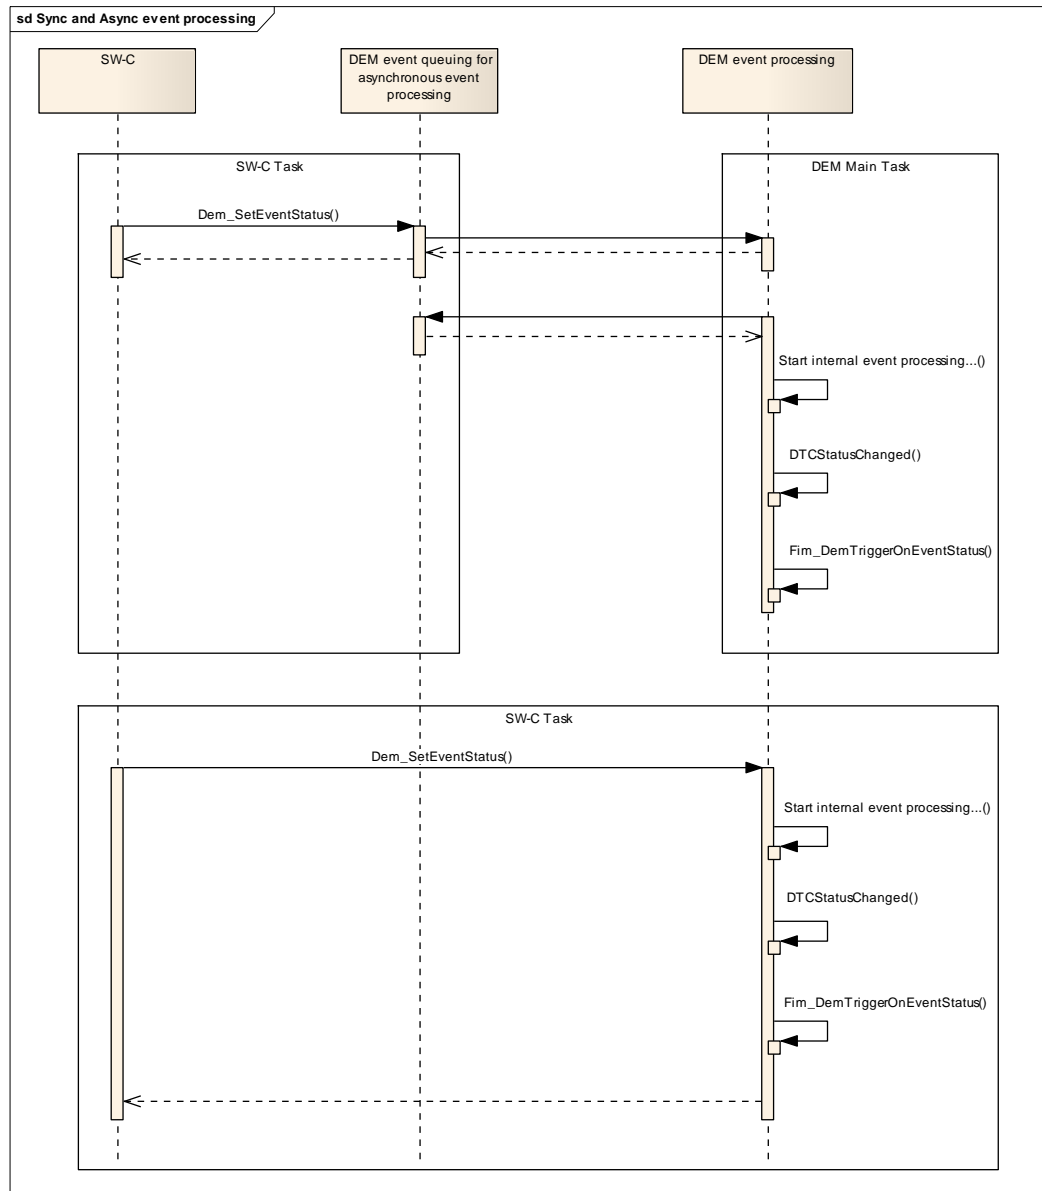 sd Sync and Async event processing
SW-C
DEM event queuing for
asynchronous event
processing
DEM event processing
SW-C Task
DEM Main Task
Dem_SetEventStatus()
Start internal event processing...()
DTCStatusChanged()
Fim_DemTriggerOnEventStatus()
SW-C Task
Dem_SetEventStatus()
Start internal event processing...()
DTCStatusChanged()
Fim_DemTriggerOnEventStatus()